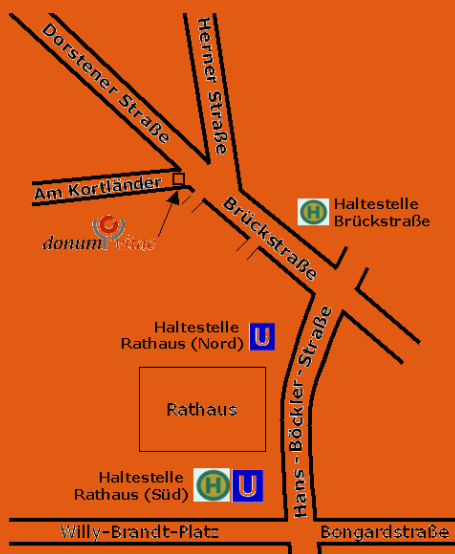 Dorstener Straße
Herner Straße
Am Kortländer
donum vitae
Brückstraße
H
Haltestelle
Brückstraße
Haltestelle
Rathaus (Nord)
U
Hans - Böckler - Straße
Rathaus
Haltestelle
Rathaus (Süd)
H U
Willy-Brandt-Platz
Bongardstraße